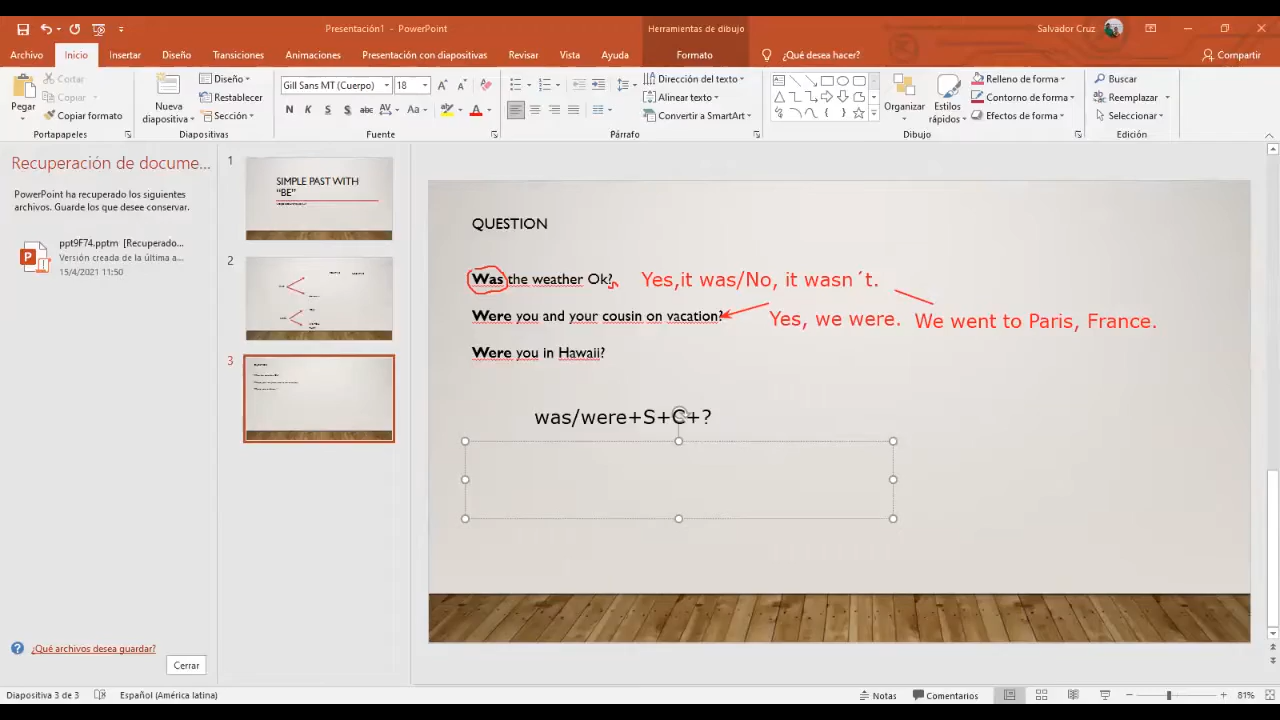 Presentación1 - PowerPoint
Herramientas de dibujo
Salvador Cruz
Archivo
Inicio
Insertar
Diseño
Transiciones
Animaciones
Presentación con diapositivas
Revisar
Vista
Ayuda
Formato
¿Qué desea hacer?
Compartir
Pegar
Cortar
Copiar
Copiar formato
Portapapeles
Nueva diapositiva
Diseño
Restablecer
Sección
Diapositivas
Gill Sans MT (Cuerpo)
18
N K S abc AV Aa A
Fuente
Dirección del texto
Alinear texto
Convertir a SmartArt
Párrafo
Organizar
Estilos rápidos
Relleno de forma
Contorno de forma
Efectos de forma
Dibujo
Buscar
Reemplazar
Seleccionar
Edición
Recuperación de docume...
PowerPoint ha recuperado los siguientes
archivos. Guarde los que desee conservar.
ppt9F74.pptm [Recuperado...
Versión creada de la última a...
15/4/2021 11:50
¿Qué archivos desea guardar?
Cerrar
1
SIMPLE PAST WITH
“BE”
2
3
QUESTION
Was the weather Ok? Yes,it was/No, it wasn´t.
Were you and your cousin on vacation? Yes, we were. We went to Paris, France.
Were you in Hawaii?
was/were+S+C+?
Diapositiva 3 de 3
Español (América latina)
Notas
Comentarios
81%